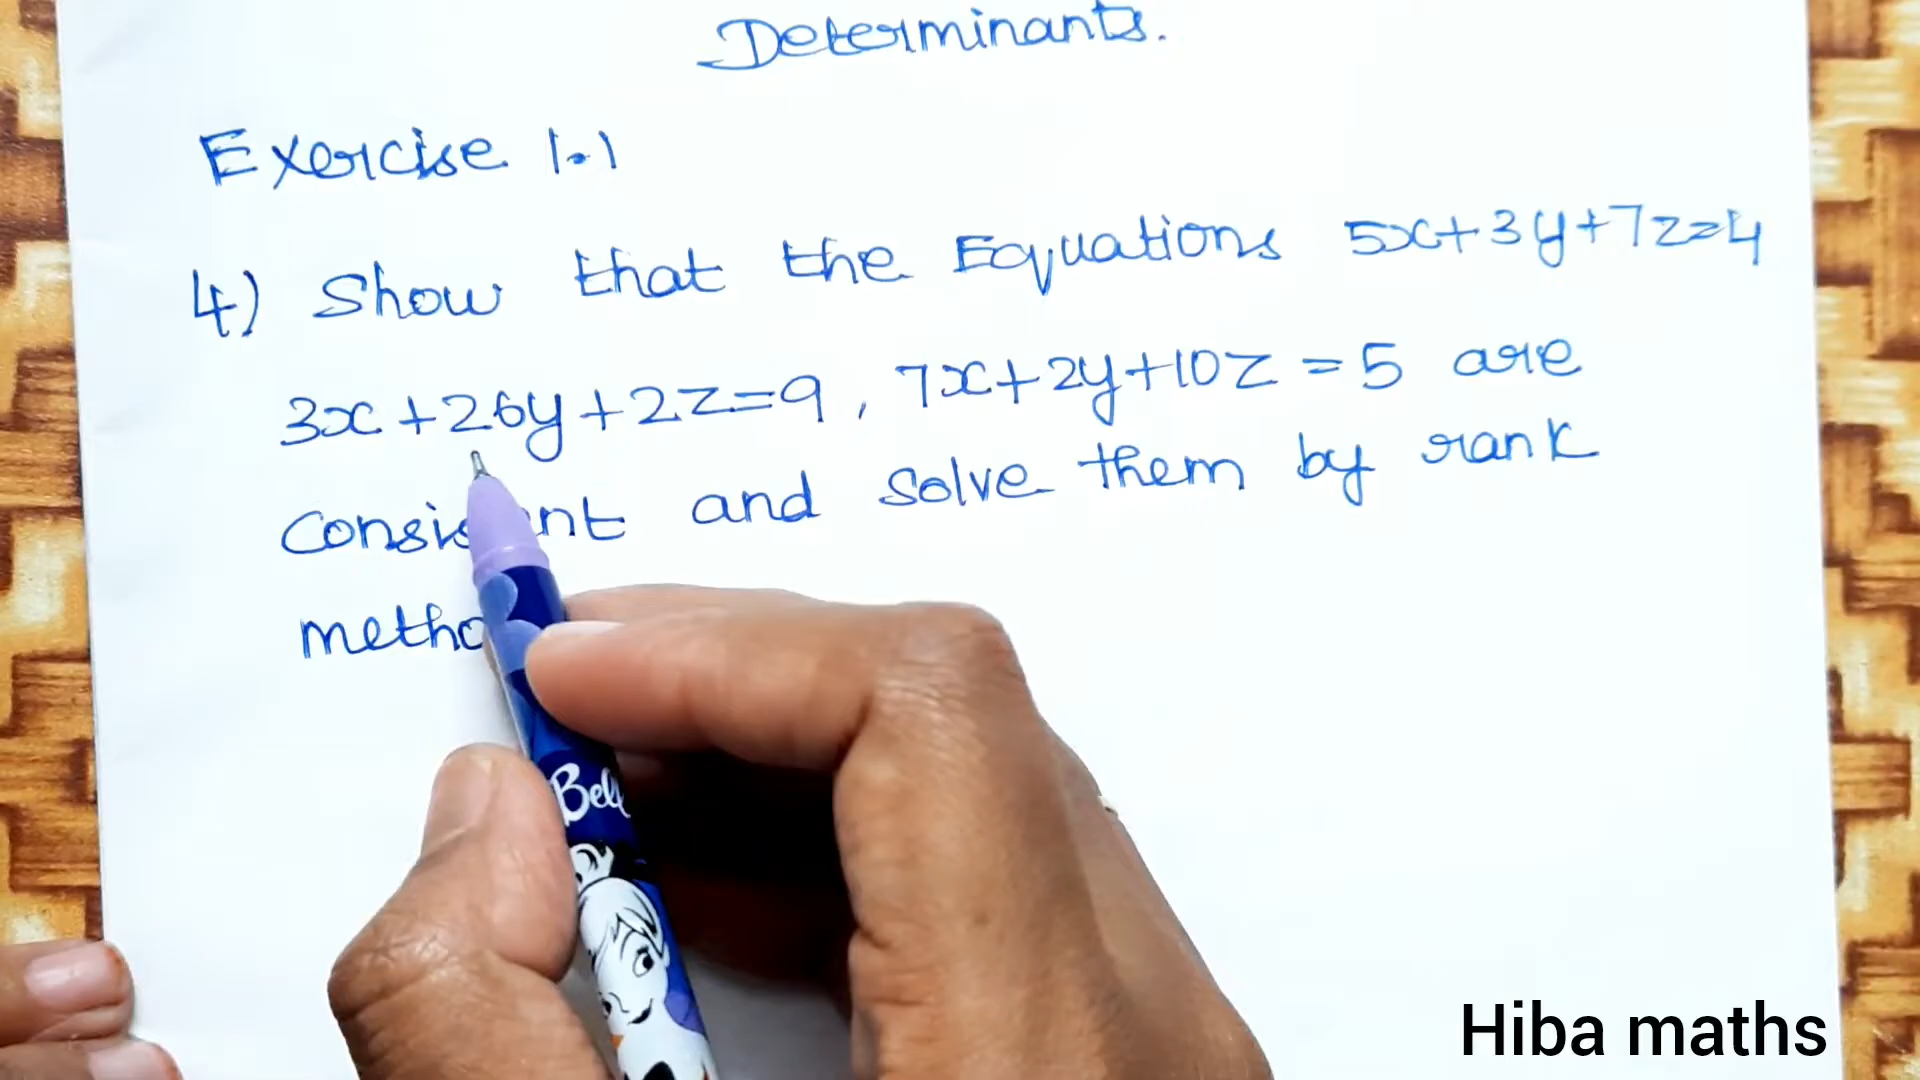 Determinants.
Exercise 1.1
4) Show that the Equations 5x+3y+7z=4
3x+26y+2z=9, 7x+2y+10z=5 are
and solve them by rank
Bell
Hiba maths